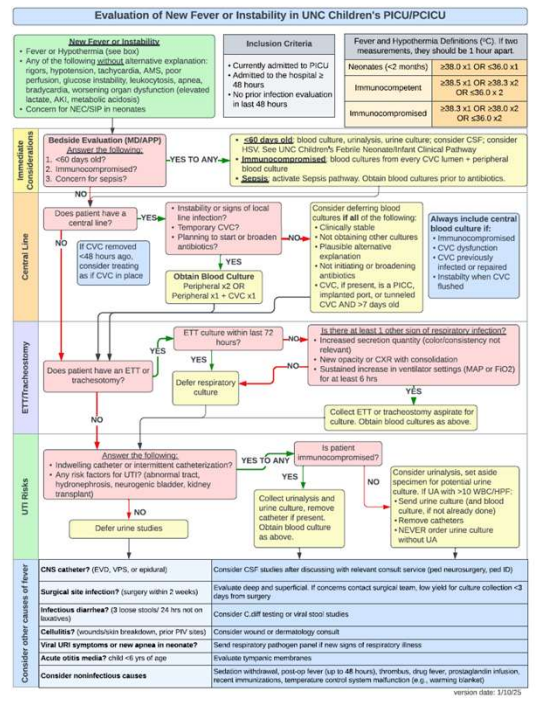 Evaluation of New Fever or Instability in UNC Children's PICU/PCICU
New Fever or Instability
• Fever or Hypothermia (see box)
• Any of the following without alternative explanation:
rigors, hypotension, tachycardia, AMS, poor
perfusion, glucose instability, leukocytosis, apnea,
bradycardia, worsening organ dysfunction (elevated
lactate, AKI, metabolic acidosis)
• Concern for NEC/SIP in neonates
Inclusion Criteria
• Currently admitted to PICU
• Admitted to the hospital ≥
48 hours
• No prior infection evaluation
in last 48 hours
Fever and Hypothermia Definitions (ºC). If two
measurements, they should be 1 hour apart.
Neonates (<2 months)
≥38.0 x1 OR ≤36.0 x1
Immunocompetent
≥38.5 x1 OR ≥38.3 x2
OR ≤36.0 x 2
Immunocompromised
≥38.3 x1 OR ≥38.0 x2
OR ≤36.0 x2
Immediate
Considerations
Bedside Evaluation (MD/APP)
Answer the following:
1. <60 days old?
2. Immunocompromised?
3. Concern for sepsis?
YES TO ANY
• <60 days old: blood culture, urinalysis, urine culture; consider CSF; consider
HSV. See UNC Children's Febrile Neonate/Infant Clinical Pathway
• Immunocompromised: blood cultures from every CVC lumen + peripheral
blood culture
• Sepsis: activate Sepsis pathway. Obtain blood cultures prior to antibiotics.
NO
Central Line
Does patient have a
central line?
YES
NO
If CVC removed
<48 hours ago,
consider treating
as if CVC in place
• Instability or signs of local
line infection?
• Temporary CVC?
• Planning to start or broaden
antibiotics?
NO
YES
Obtain Blood Culture
Peripheral x2 OR
Peripheral x1 + CVC x1
Consider deferring blood
cultures if all of the following:
• Clinically stable
• Not obtaining other cultures
• Plausible alternative
explanation
• Not initiating or broadening
antibiotics
• CVC, if present, is a PICC,
implanted port, or tunneled
CVC AND >7 days old
Always include central
blood culture if:
• Immunocompromised
• CVC dysfunction
• CVC previously
infected or repaired
• Instabilty when CVC
flushed
ETT/Tracheostomy
Does patient have an ETT or
trachesotomy?
YES
NO
ETT culture within last 72
hours?
YES
NO
Defer respiratory
culture
Is there at least 1 other sign of respiratory infection?
• Increased secretion quantity (color/consistency not
relevant)
• New opacity or CXR with consolidation
• Sustained increase in ventilator settings (MAP or FiO2)
for at least 6 hrs
NO
YES
Collect ETT or tracheostomy aspirate for
culture. Obtain blood cultures as above.
UTI Risks
Answer the following:
• Indwelling catheter or intermittent catheterization?
• Any risk factors for UTI? (abnormal tract,
hydronephrosis, neurogenic bladder, kidney
transplant)
YES TO ANY
NO
Defer urine studies
Is patient
immunocompromised?
YES
NO
Collect urinalysis and
urine culture, remove
catheter if present.
Obtain blood culture
as above.
Consider urinalysis, set aside
specimen for potential urine
culture. If UA with >10 WBC/HPF:
• Send urine culture (and blood
culture, if not already done)
• Remove catheters
• NEVER order urine culture
without UA
Consider other causes of fever
CNS catheter? (EVD, VPS, or epidural)
Consider CSF studies after discussing with relevant consult service (ped neurosurgery, ped ID)
Surgical site infection? (surgery within 2 weeks)
Evaluate deep and superficial. If concerns contact surgical team, low yield for culture collection <3
days from surgery
Infectious diarrhea? (3 loose stools/ 24 hrs not on
laxatives)
Consider C.diff testing or viral stool studies
Cellulitis? (wounds/skin breakdown, prior PIV sites)
Consider wound or dermatology consult
Viral URI symptoms or new apnea in neonate?
Send respiratory pathogen panel if new signs of respiratory illness
Acute otitis media? child <6 yrs of age
Evaluate tympanic membranes
Consider noninfectious causes
Sedation withdrawal, post-op fever (up to 48 hours), thrombus, drug fever, prostaglandin infusion,
recent immunizations, temperature control system malfunction (e.g., warming blanket)
version date: 1/10/25